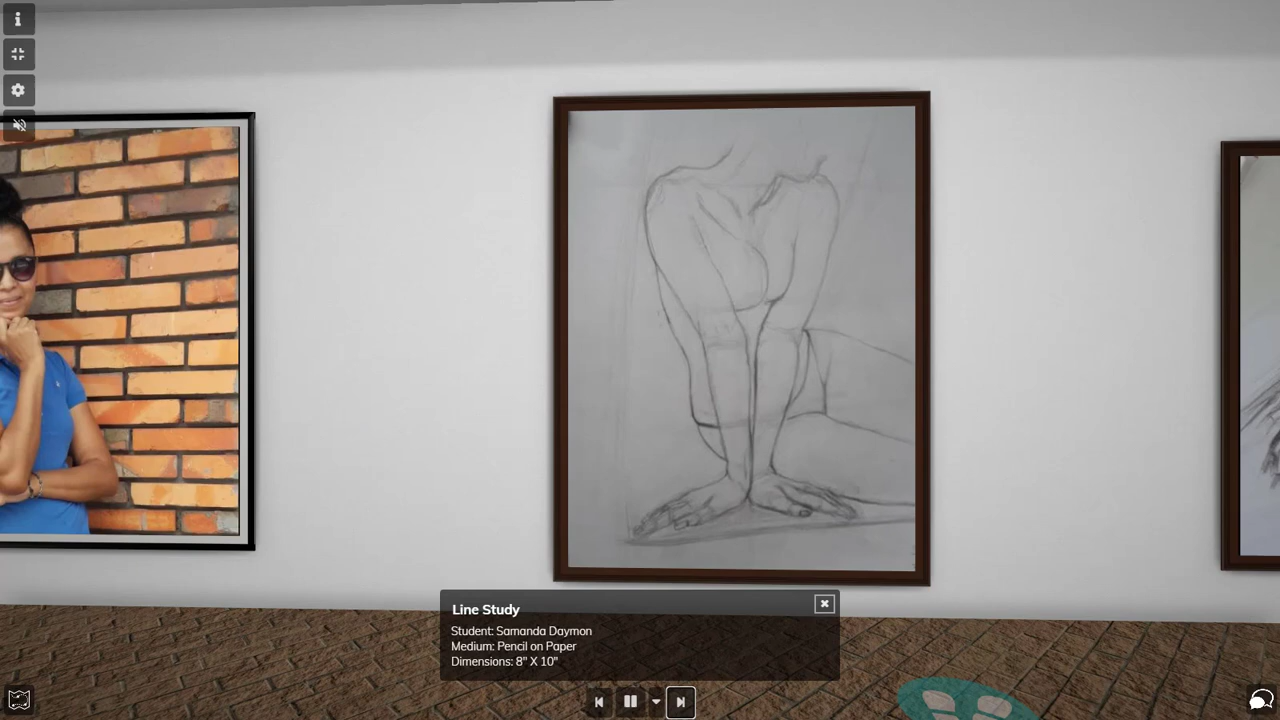 Line Study
Student: Samanda Daymon
Medium: Pencil on Paper
Dimensions: 8" X 10"